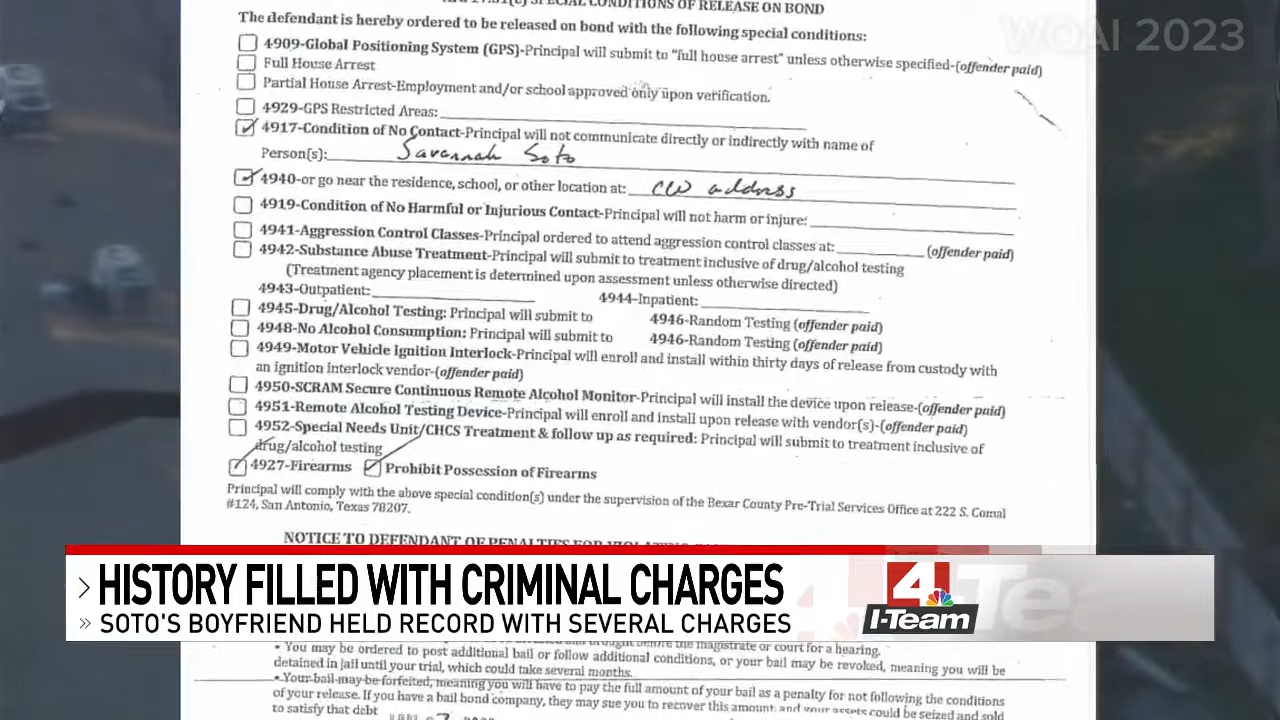 SPECIAL CONDITIONS OF RELEASE ON BOND
The defendant is hereby ordered to be released on bond with the following special conditions:
WOAI 2023
4909-Global Positioning System (GPS)-Principal will submit to "full house arrest" unless otherwise specified-(offender paid)
Full House Arrest
Partial House Arrest-Employment and/or school approved only upon verification.
4929-GPS Restricted Areas:
4917-Condition of No Contact-Principal will not communicate directly or indirectly with name of
Person(s): Savannah Soto
4940-or go near the residence, school, or other location at: CW address
4919-Condition of No Harmful or Injurious Contact-Principal will not harm or injure:
4941-Aggression Control Classes-Principal ordered to attend aggression control classes at: (offender paid)
4942-Substance Abuse Treatment-Principal will submit to treatment inclusive of drug/alcohol testing
(Treatment agency placement is determined upon assessment unless otherwise directed)
4943-Outpatient: 4944-Inpatient:
4945-Drug/Alcohol Testing: Principal will submit to 4946-Random Testing (offender paid)
4948-No Alcohol Consumption: Principal will submit to 4946-Random Testing (offender paid)
4949-Motor Vehicle Ignition Interlock-Principal will enroll and install within thirty days of release from custody with
an ignition interlock vendor-(offender paid)
4950-SCRAM Secure Continuous Remote Alcohol Monitor-Principal will install the device upon release-(offender paid)
4951-Remote Alcohol Testing Device-Principal will enroll and install upon release with vendor(s)-(offender paid)
4952-Special Needs Unit/CHCS Treatment & follow up as required: Principal will submit to treatment inclusive of
drug/alcohol testing
4927-Firearms Prohibit Possession of Firearms
Principal will comply with the above special condition(s) under the supervision of the Bexar County Pre-Trial Services Office at 222 S. Comal
#124, San Antonio, Texas 78207.
NOTICE TO DEFENDANT OF PENALTIES FOR
HISTORY FILLED WITH CRIMINAL CHARGES
SOTO'S BOYFRIEND HELD RECORD WITH SEVERAL CHARGES
4
I-Team
before the magistrate or court for a hearing.
• You may be ordered to post additional bail or follow additional conditions, or your bail may be revoked, meaning you will be
detained in jail until your trial, which could take several months.
• Your bail may be forfeited, meaning you will have to pay the full amount of your bail as a penalty for not following the conditions
of your release. If you have a bail bond company, they may sue you to recover this amount, and your assets could be seized and sold
to satisfy that debt